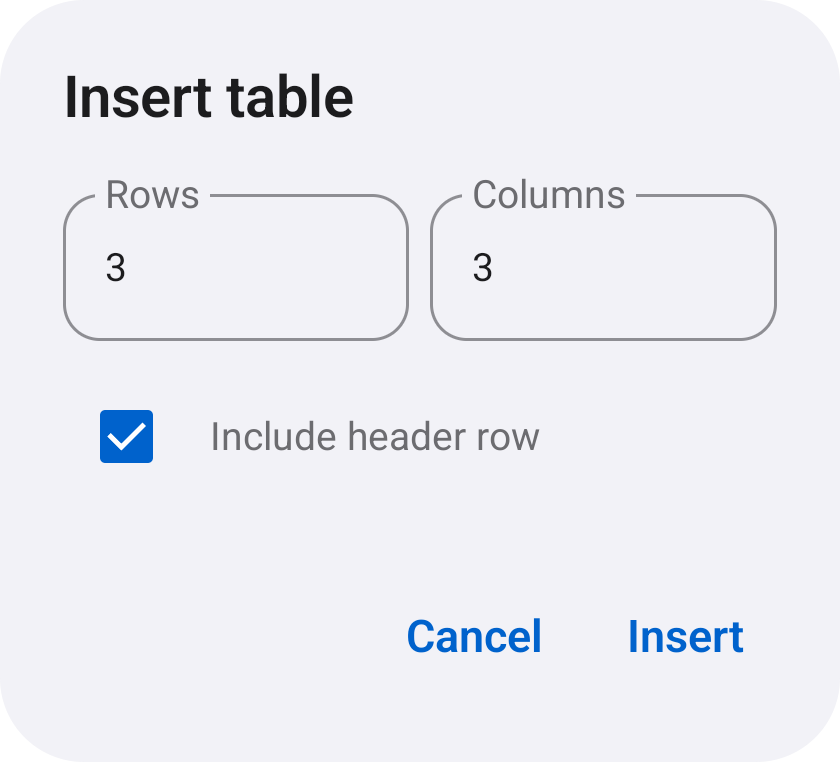 Insert table
Rows Columns
3 3
Include header row
Cancel Insert